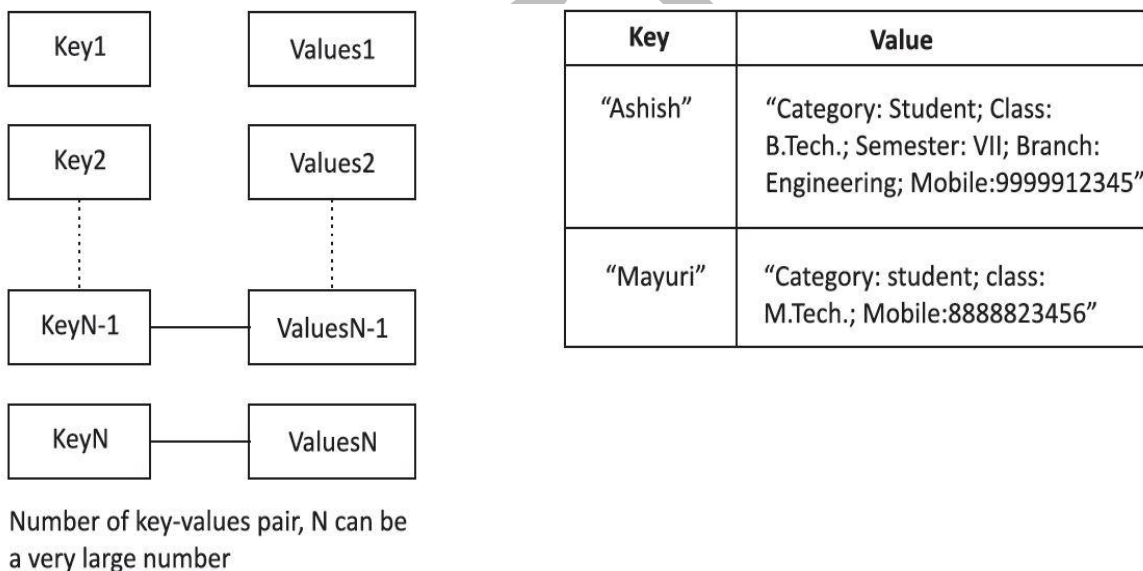 Key1
Values1
Key2
Values2
KeyN-1
ValuesN-1
KeyN
ValuesN
Number of key-values pair, N can be
a very large number
Key
Value
“Ashish”
“Category: Student; Class:
B.Tech.; Semester: VII; Branch:
Engineering; Mobile:9999912345”
“Mayuri”
“Category: student; class:
M.Tech.; Mobile:8888823456”